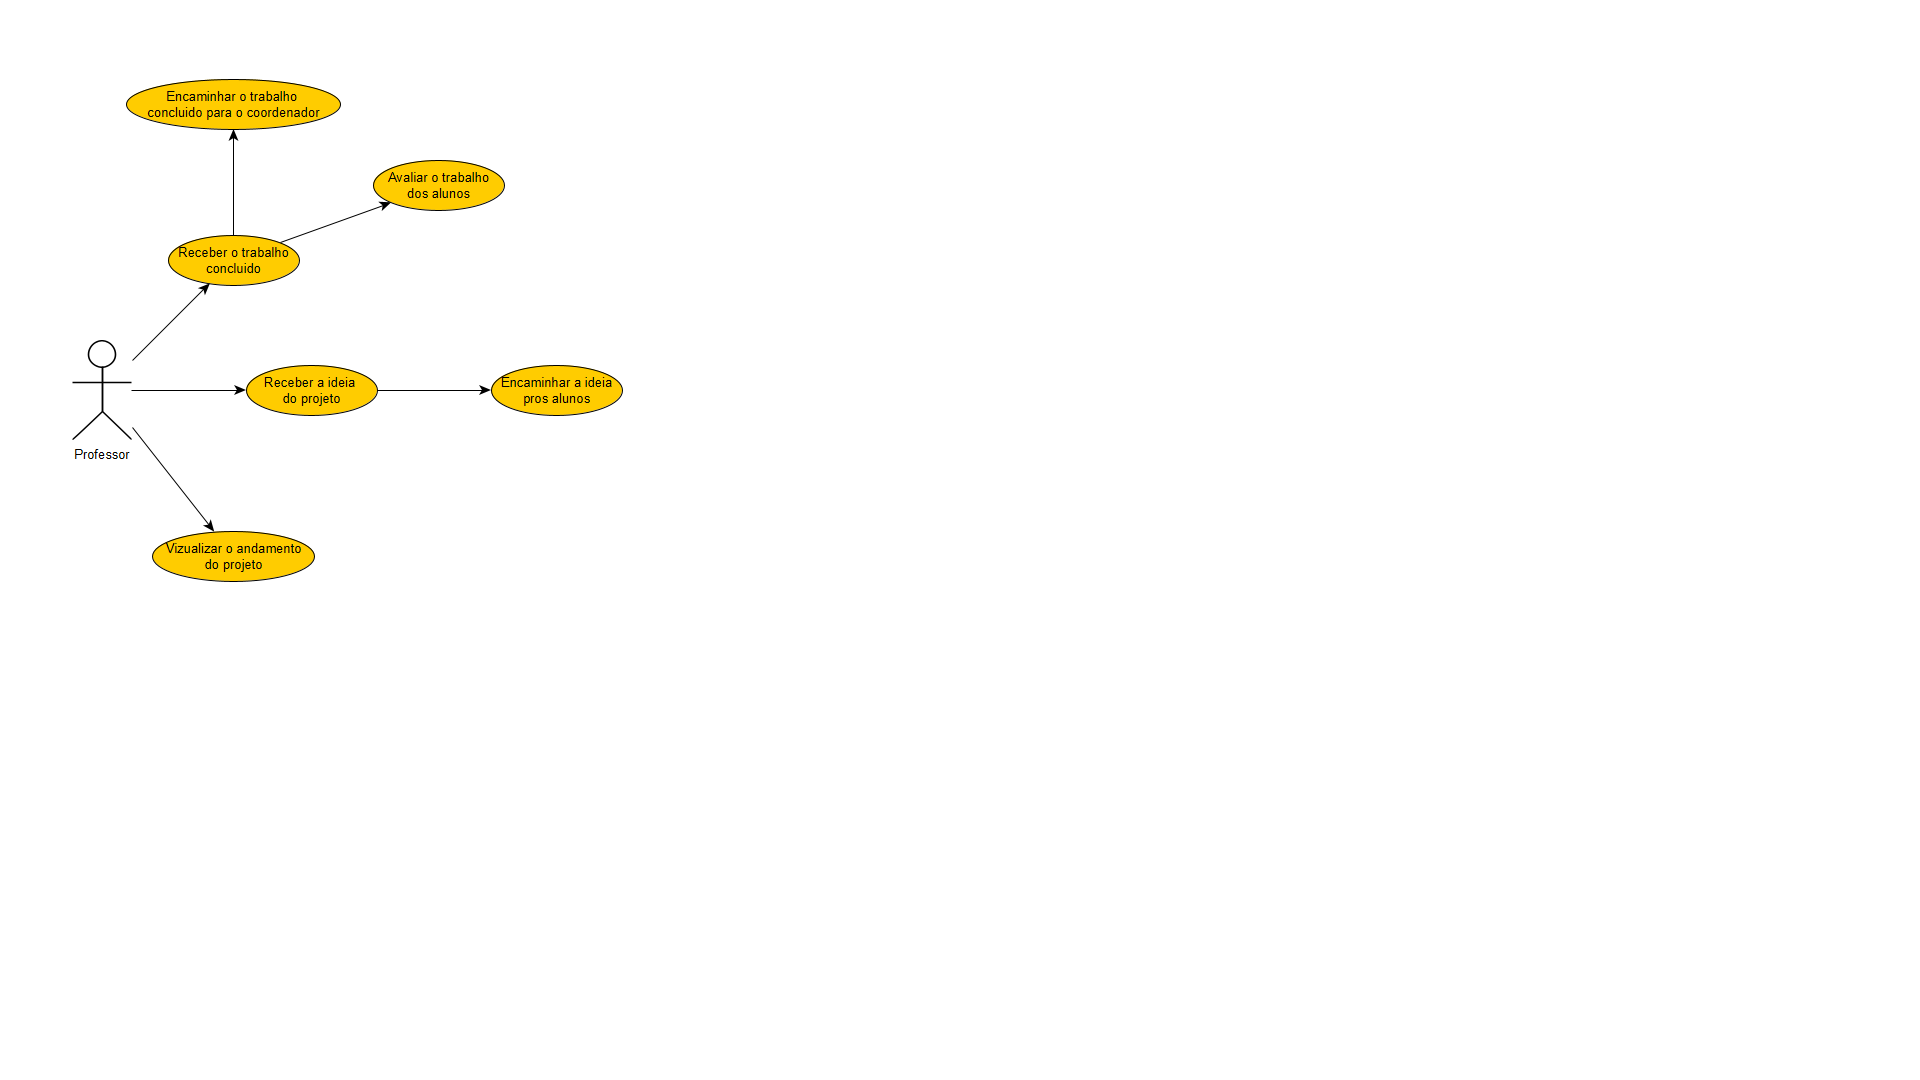 Encaminhar o trabalho
concluido para o coordenador
Avaliar o trabalho
dos alunos
Receber o trabalho
concluido
Receber a ideia
do projeto
Encaminhar a ideia
pros alunos
Professor
Vizualizar o andamento
do projeto